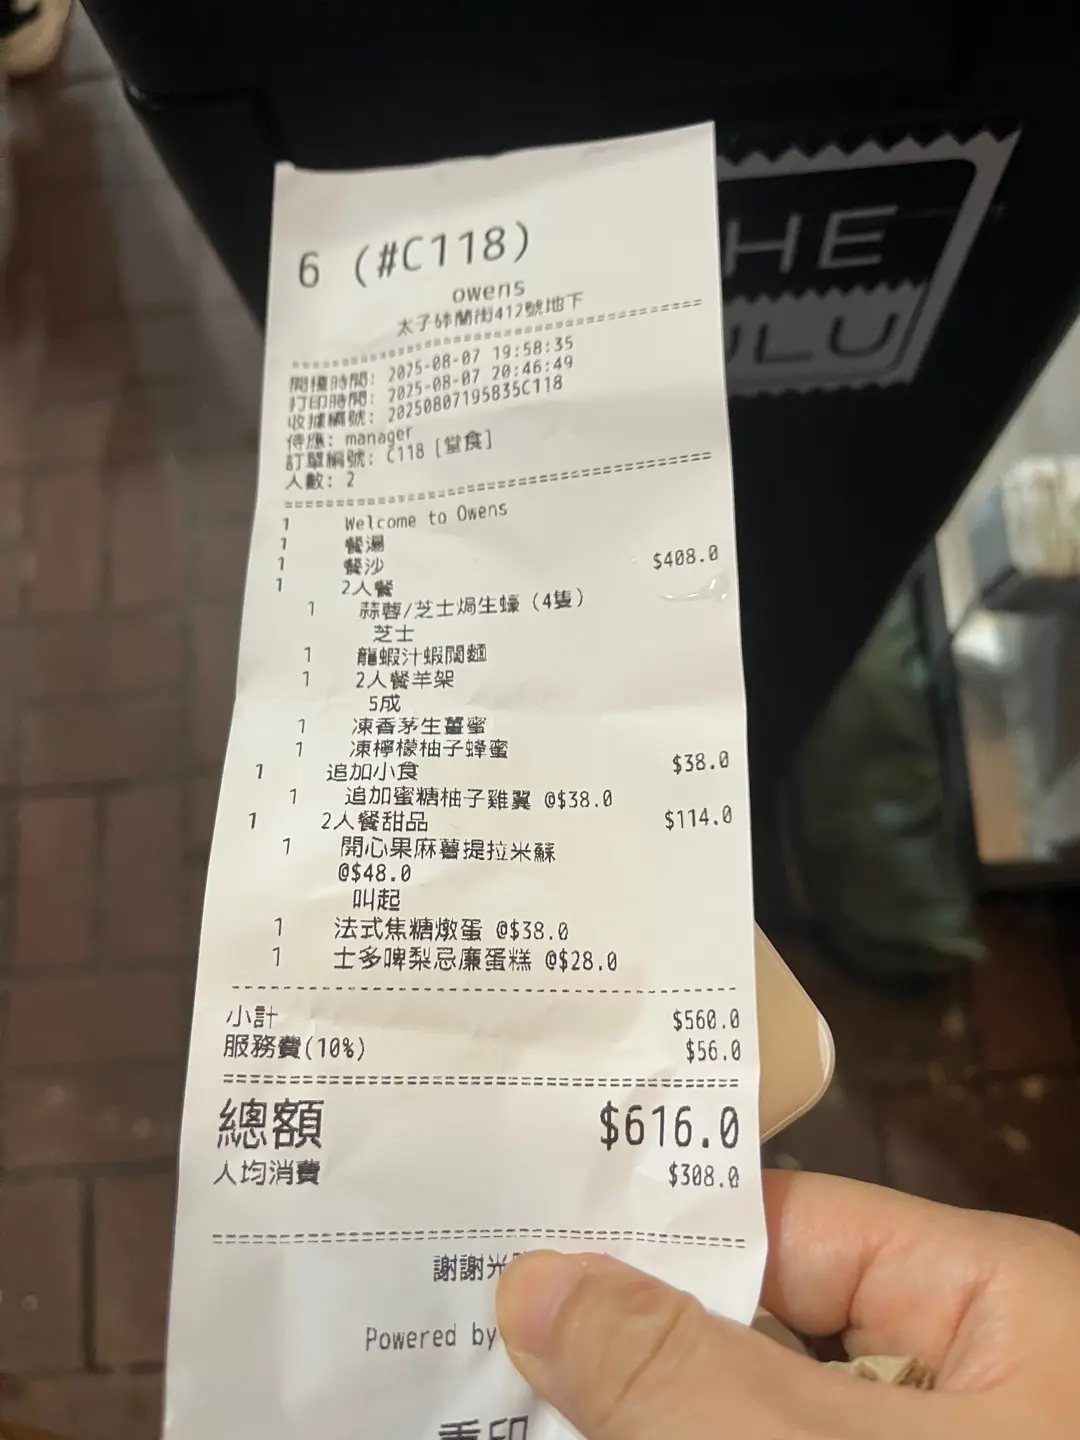 6 (#C118)
owens
太子砵蘭街412號地下
開檯時間: 2025-08-07 19:58:35
打印時間: 2025-08-07 20:46:49
收據編號: 20250807195835C118
侍應: manager
訂單編號: C118 [堂食]
人數: 2
1 Welcome to Owens
1 餐湯
1 餐沙
1 2人餐 $408.0
1 蒜蓉/芝士焗生蠔 (4隻)
芝士
1 龍蝦汁蝦闊麵
1 2人餐羊架
5成
1 凍香茅生薑蜜
1 凍檸檬柚子蜂蜜
1 追加小食 $38.0
1 追加蜜糖柚子雞翼 @$38.0
1 2人餐甜品 $114.0
1 開心果麻薯提拉米蘇
@$48.0
叫起
1 法式焦糖燉蛋 @$38.0
1 士多啤梨忌廉蛋糕 @$28.0
小計 $560.0
服務費(10%) $56.0
總額 $616.0
人均消費 $308.0
謝謝光
Powered by
重印
HE
ULU